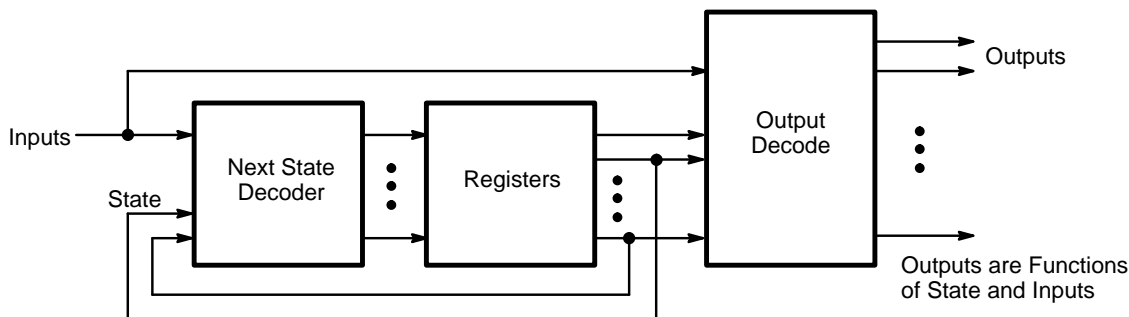 Outputs
Inputs
Output
Decode
Next State
Decoder
Registers
State
Outputs are Functions
of State and Inputs